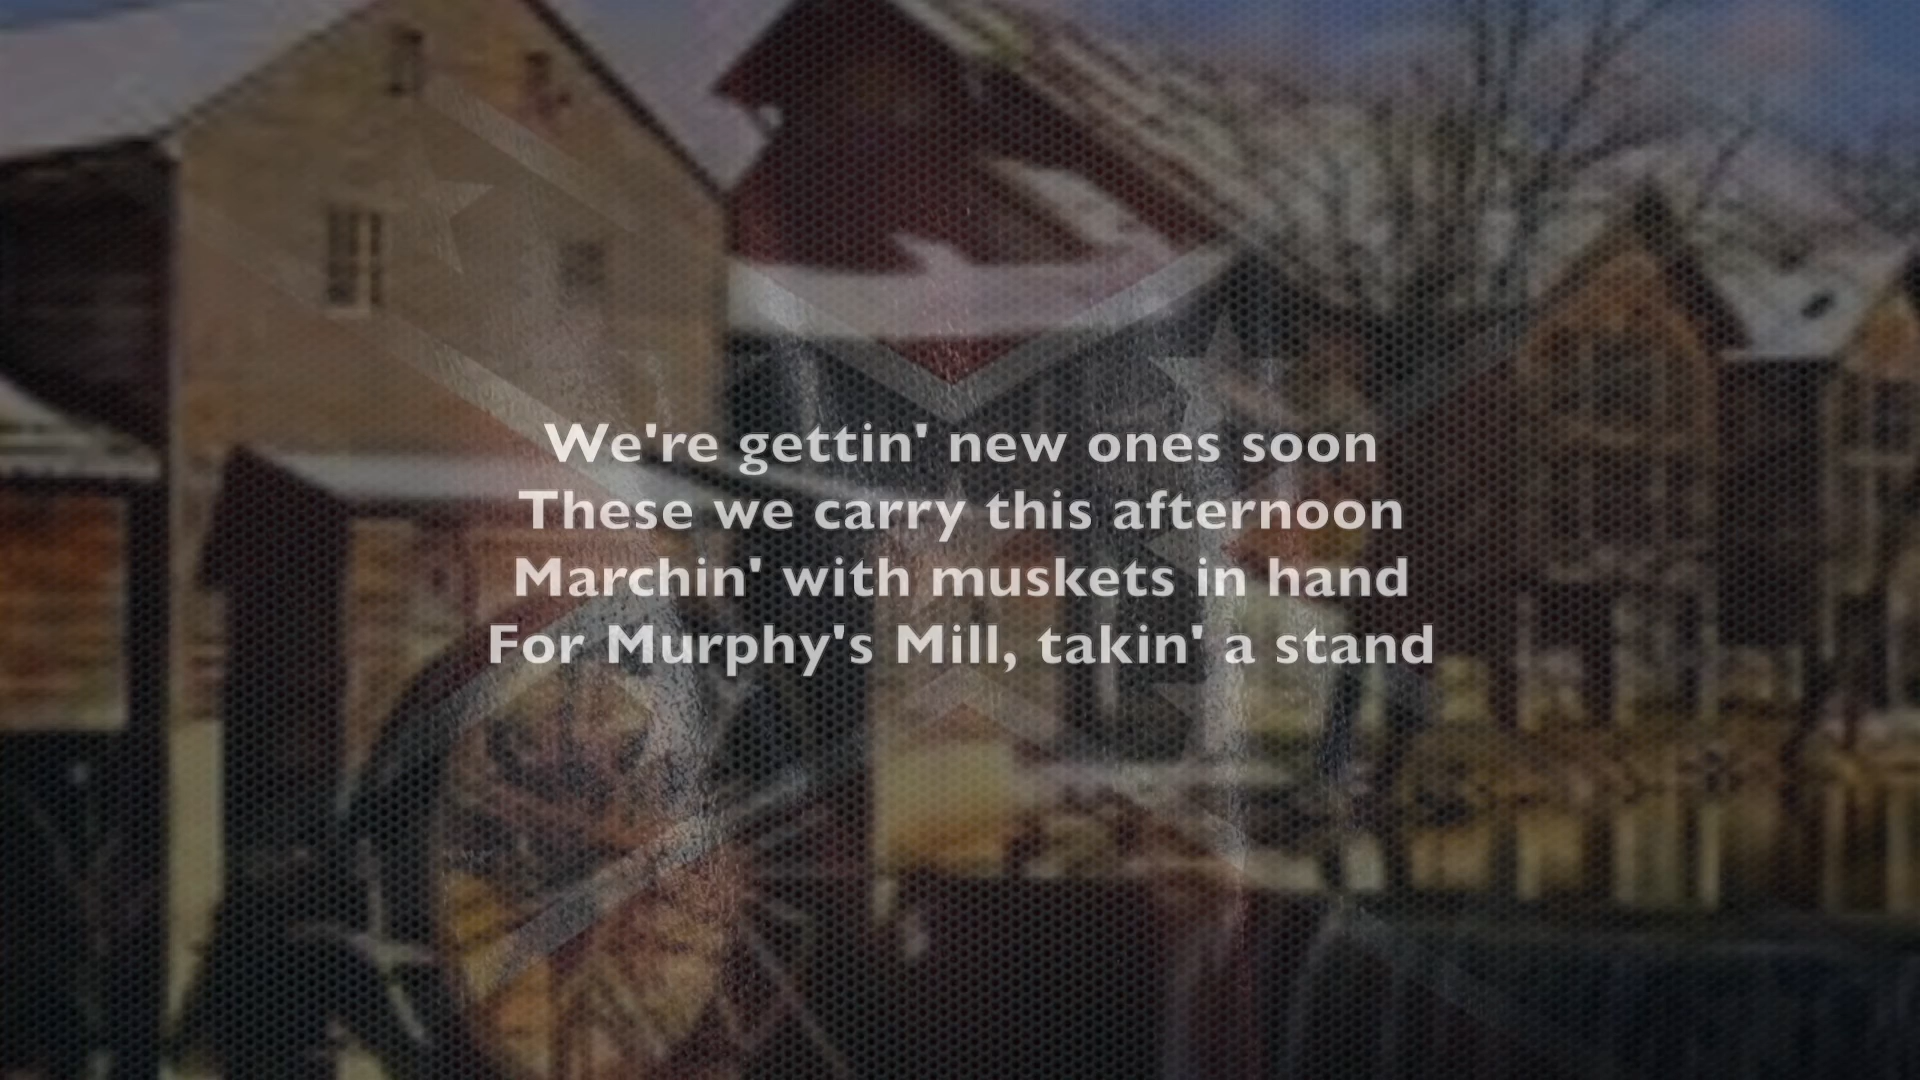 We're gettin' new ones soon
These we carry this afternoon
Marchin' with muskets in hand
For Murphy's Mill, takin' a stand